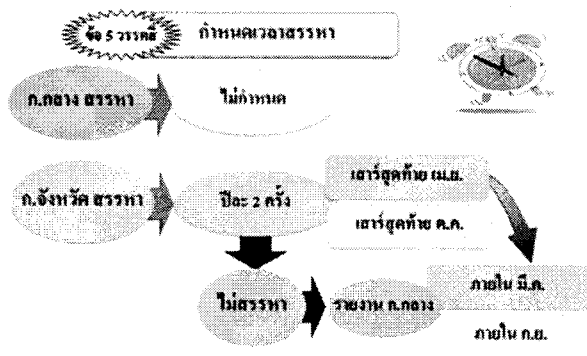 ข้อ 5 วรรคสี่
กำหนดเวลาสรรหา
ก.กลาง สรรหา
ไม่กำหนด
ก.จังหวัด สรรหา
ปีละ 2 ครั้ง
เสาร์สุดท้าย เม.ย.
เสาร์สุดท้าย ต.ค.
ไม่สรรหา
รายงาน ก.กลาง
ภายใน มี.ค.
ภายใน ก.ย.